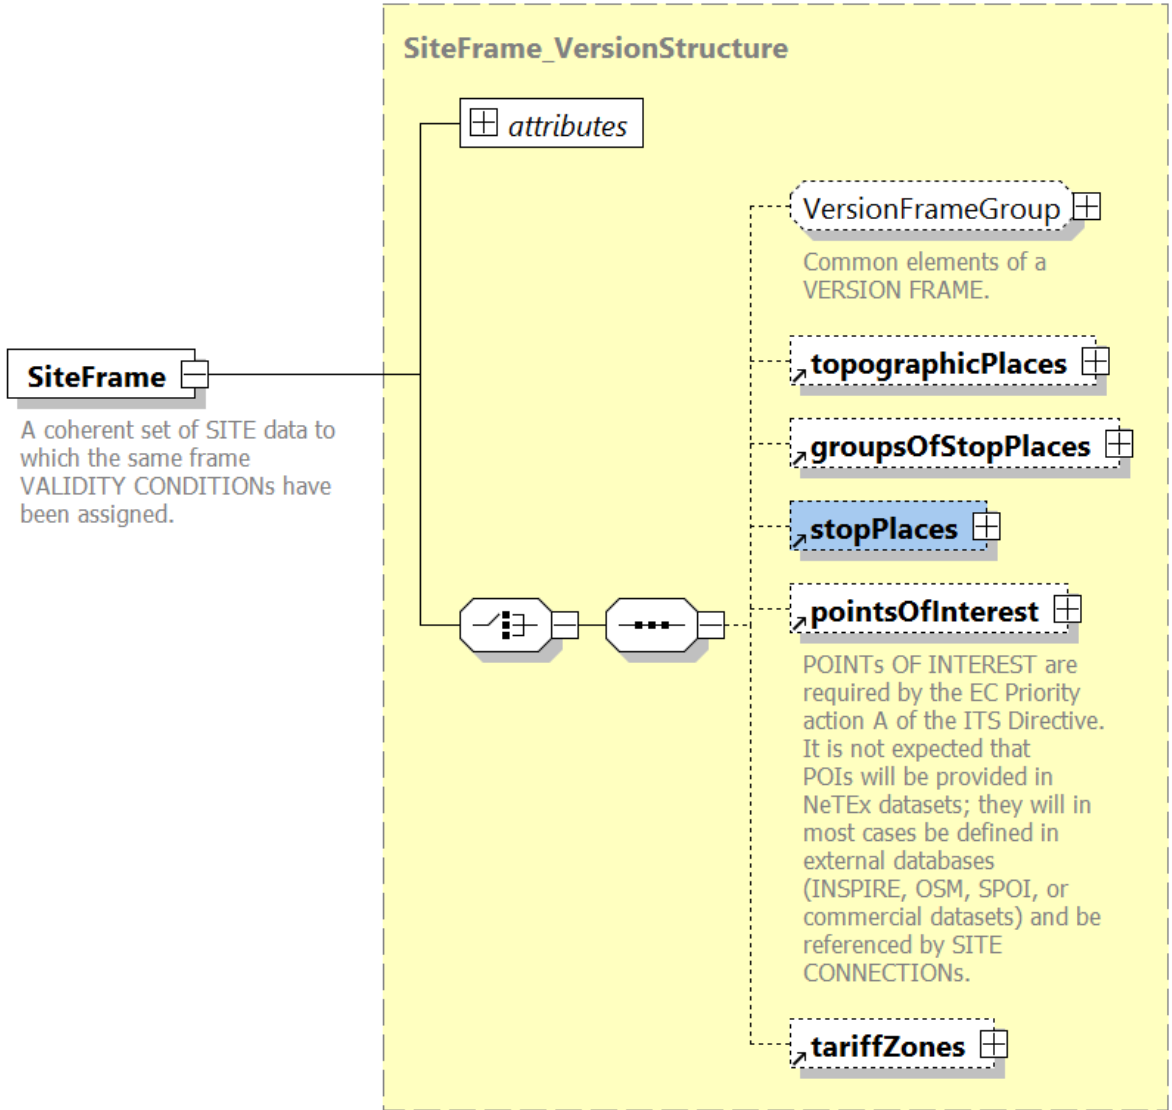 SiteFrame_VersionStructure
attributes
VersionFrameGroup
Common elements of a
VERSION FRAME.
topographicPlaces
SiteFrame
A coherent set of SITE data to
which the same frame
VALIDITY CONDITIONs have
been assigned.
groupsOfStopPlaces
stopPlaces
pointsOfInterest
POINTs OF INTEREST are
required by the EC Priority
action A of the ITS Directive.
It is not expected that
POIs will be provided in
NeTEx datasets; they will in
most cases be defined in
external databases
(INSPIRE, OSM, SPOI, or
commercial datasets) and be
referenced by SITE
CONNECTIONs.
tariffZones